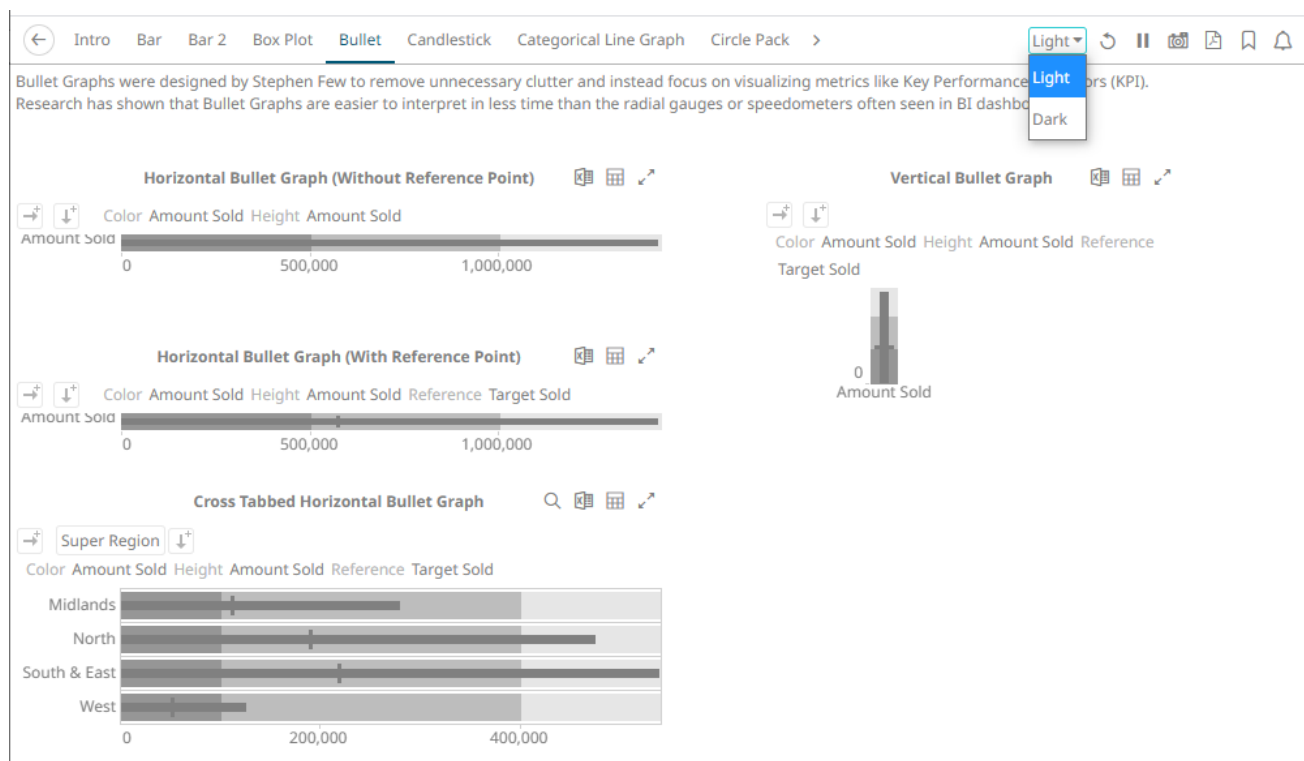 Intro Bar Bar 2 Box Plot Bullet Candlestick Categorical Line Graph Circle Pack Light
Light
Dark
Bullet Graphs were designed by Stephen Few to remove unnecessary clutter and instead focus on visualizing metrics like Key Performance ors (KPI).
Research has shown that Bullet Graphs are easier to interpret in less time than the radial gauges or speedometers often seen in BI dashbo
Horizontal Bullet Graph (Without Reference Point)
Color Amount Sold Height Amount Sold
Amount Sold
0 500,000 1,000,000
Horizontal Bullet Graph (With Reference Point)
Color Amount Sold Height Amount Sold Reference Target Sold
Amount Sold
0 500,000 1,000,000
Cross Tabbed Horizontal Bullet Graph
Super Region
Color Amount Sold Height Amount Sold Reference Target Sold
Midlands
North
South & East
West
0 200,000 400,000
Vertical Bullet Graph
Color Amount Sold Height Amount Sold Reference
Target Sold
0
Amount Sold